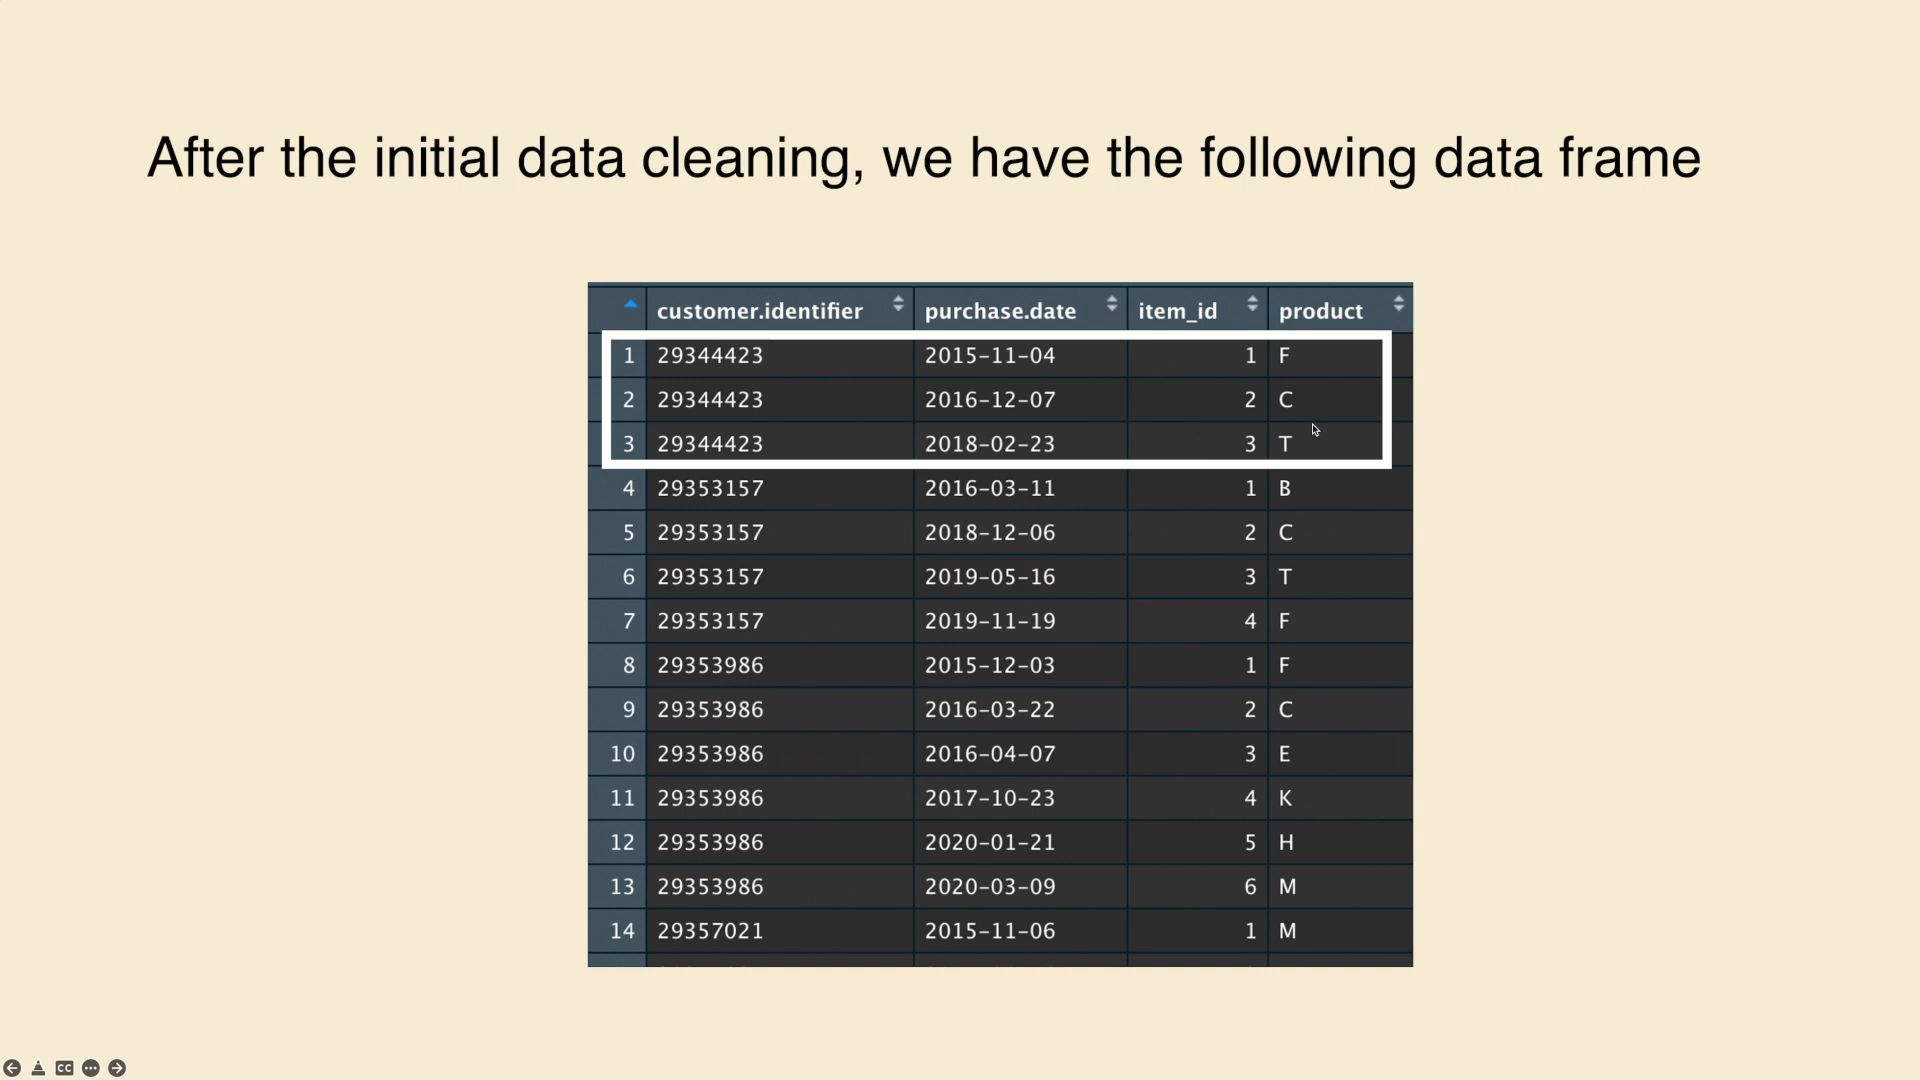 After the initial data cleaning, we have the following data frame
customer.identifier purchase.date item_id product
1 29344423 2015-11-04 1 F
2 29344423 2016-12-07 2 C
3 29344423 2018-02-23 3 T
4 29353157 2016-03-11 1 B
5 29353157 2018-12-06 2 C
6 29353157 2019-05-16 3 T
7 29353157 2019-11-19 4 F
8 29353986 2015-12-03 1 F
9 29353986 2016-03-22 2 C
10 29353986 2016-04-07 3 E
11 29353986 2017-10-23 4 K
12 29353986 2020-01-21 5 H
13 29353986 2020-03-09 6 M
14 29357021 2015-11-06 1 M
CC